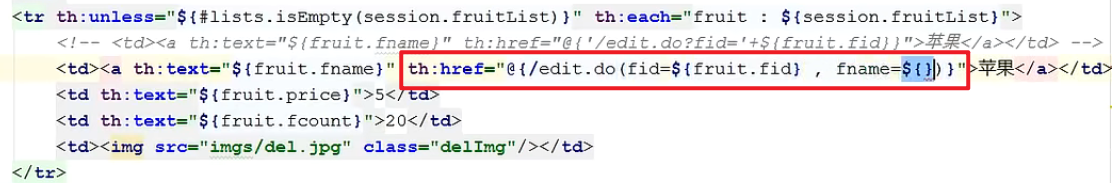 <tr th:unless="${#lists.isEmpty(session.fruitList)}" th:each="fruit : ${session.fruitList}">
<!-- <td><a th:text="${fruit.fname}" th:href="@{'/edit.do?fid='+${fruit.fid}}">苹果</a></td> -->
<td><a th:text="${fruit.fname}" th:href="@{/edit.do(fid=${fruit.fid} , fname=${})}">苹果</a></td>
<td th:text="${fruit.price}">5</td>
<td th:text="${fruit.fcount}">20</td>
<td><img src="imgs/del.jpg" class="delImg"/></td>
</tr>